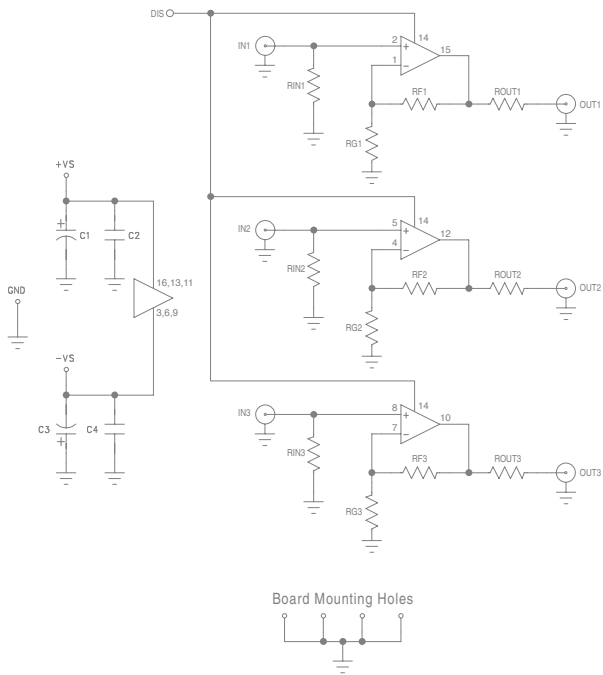 DIS
IN1
2
1
14
15
RIN1
RF1
ROUT1
OUT1
RG1
+VS
+
C1
C2
16,13,11
3,6,9
GND
-VS
C3
+
C4
IN2
5
4
14
12
RIN2
RF2
ROUT2
OUT2
RG2
IN3
8
7
14
10
RIN3
RF3
ROUT3
OUT3
RG3
Board Mounting Holes